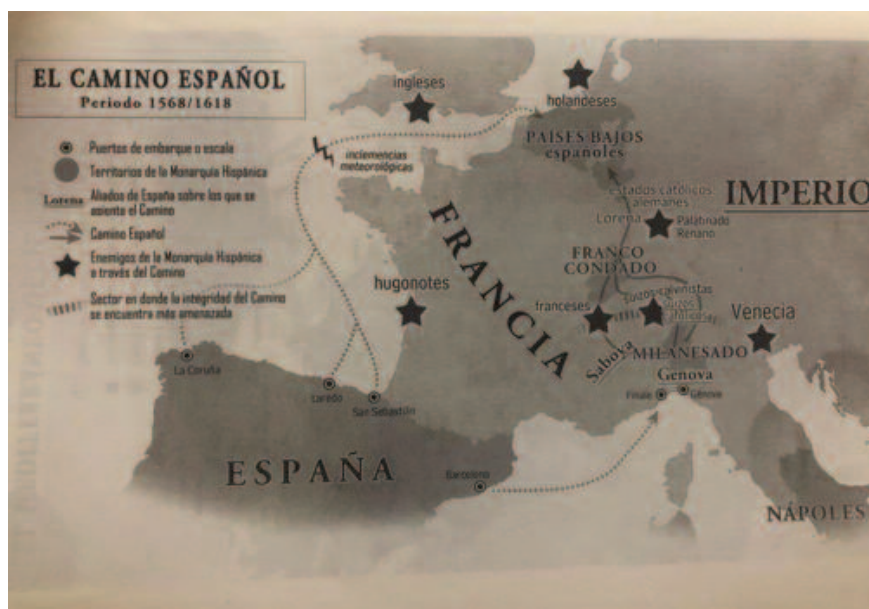 EL CAMINO ESPAÑOL
Periodo 1568/1618
Puertos de embarque o escala
Territorios de la Monarquía Hispánica
Lorena
Aliados de España sobre los que se
asienta el Camino
Camino Español
Enemigos de la Monarquía Hispánica
a través del Camino
Sector en donde la integridad del Camino
se encuentra más amenazada
ingleses
holandeses
inclemencias
meteorológicas
PAÍSES BAJOS
españoles
estados católicos
alemanes
IMPERIO
Lorena
Palatinado
Renano
FRANCIA
FRANCO
CONDADO
hugonotes
franceses
suizos calvinistas
suizos
católicos
Venecia
Saboya
MILANESADO
Genova
Finale
Génova
La Coruña
Laredo
San Sebastián
ESPAÑA
Barcelona
NÁPOLES